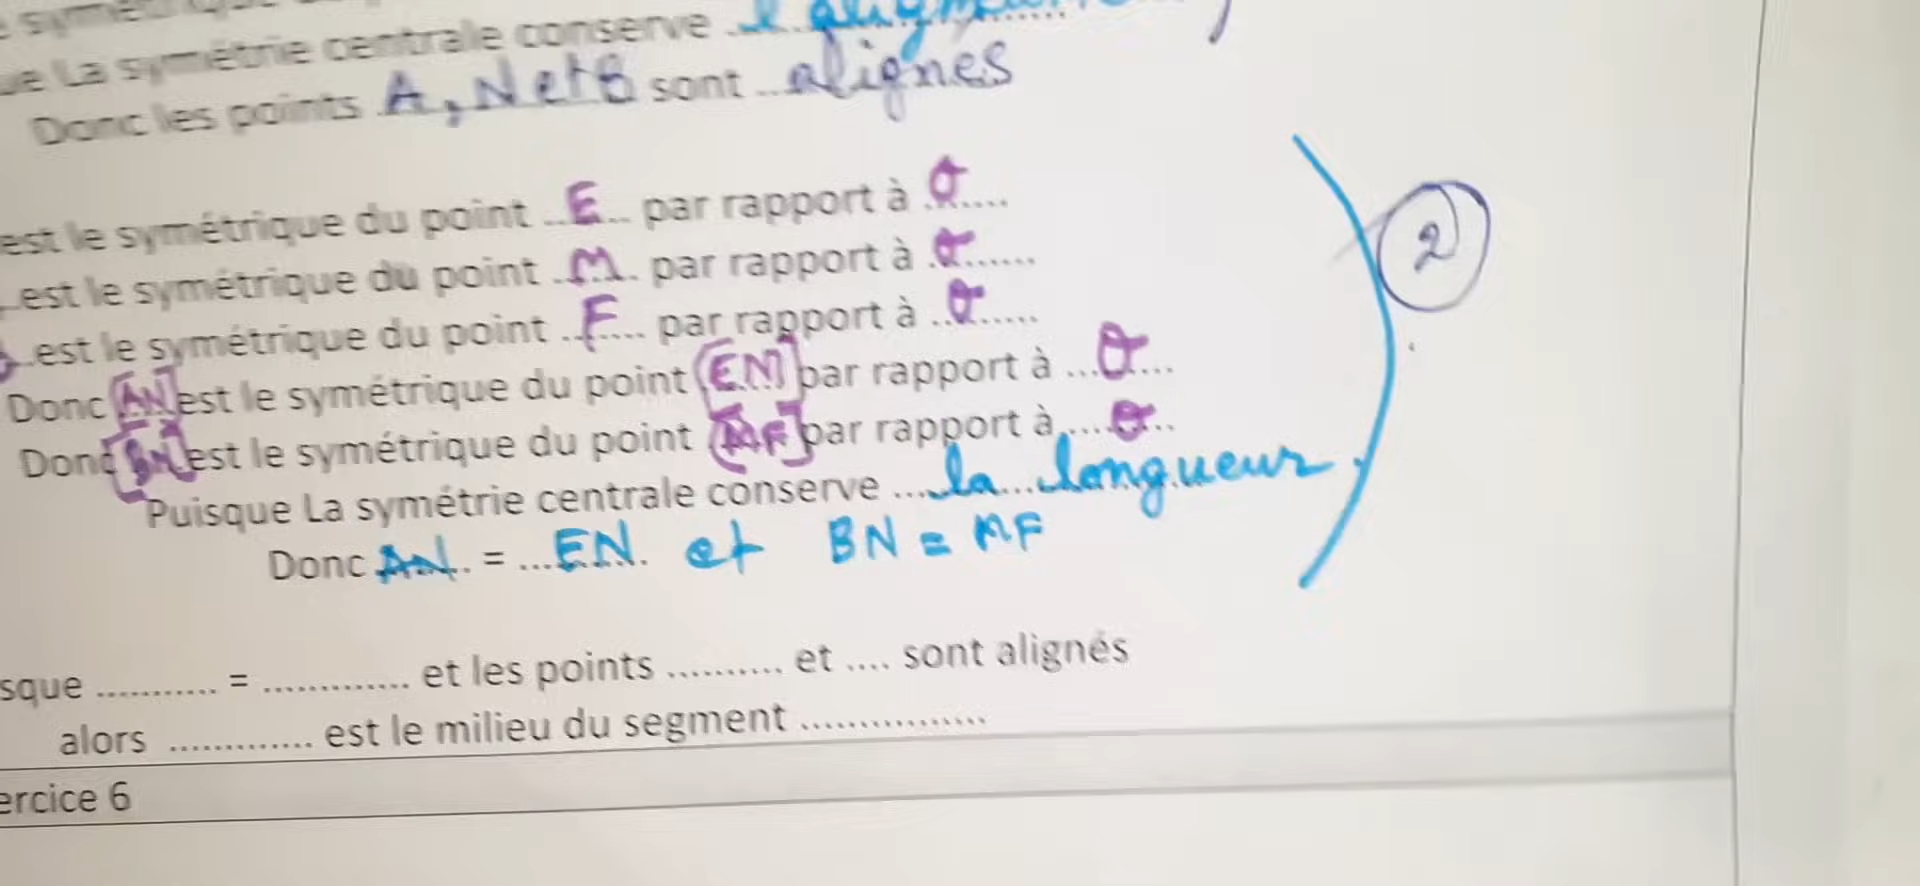 symétrique
ue La symétrie centrale conserve ...l'alignement
Donc les points A, N et B sont ...alignés
est le symétrique du point ..E.. par rapport à .O.....
est le symétrique du point ..M.. par rapport à .O......
..est le symétrique du point ..F.... par rapport à ..O.....
Donc [AN] est le symétrique du point [EN] par rapport à ...O...
Donc [BN] est le symétrique du point [MF] par rapport à ....O...
Puisque La symétrie centrale conserve ....la...longueur.
Donc AN. = ...EN. et BN = MF
sque ........... = ............. et les points .......... et .... sont alignés
alors ............. est le milieu du segment ................
ercice 6
2